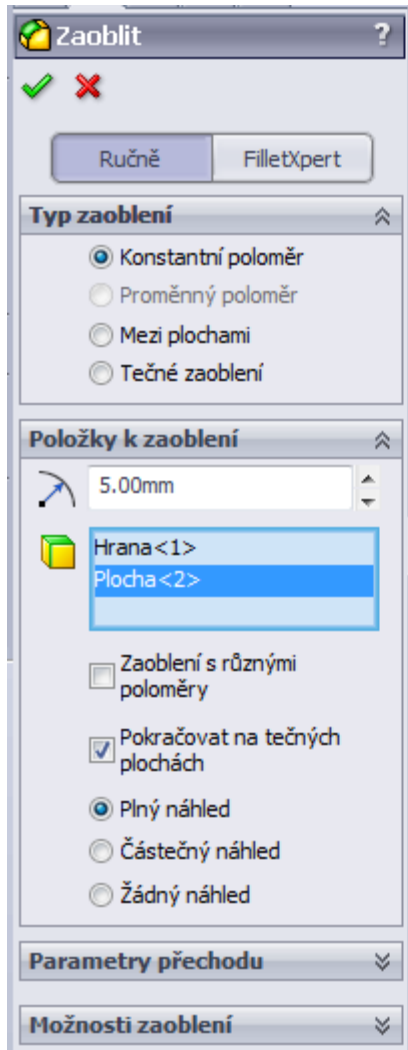 Zaoblit ?
Ručně FilletXpert
Typ zaoblení
Konstantní poloměr
Proměnný poloměr
Mezi plochami
Tečné zaoblení
Položky k zaoblení
5.00mm
Hrana<1>
Plocha<2>
Zaoblení s různými
poloměry
Pokračovat na tečných
plochách
Plný náhled
Částečný náhled
Žádný náhled
Parametry přechodu
Možnosti zaoblení